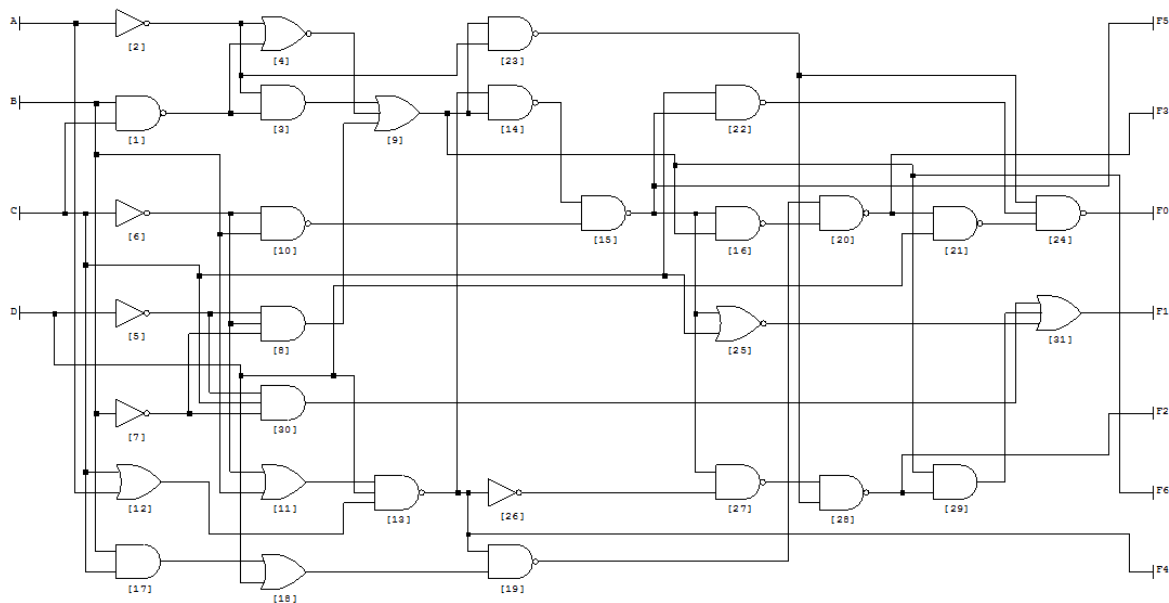 A
F5
[2]
[4]
[23]
B
F3
[1]
[3]
[9]
[14]
[22]
C
F0
[6]
[10]
[15]
[16]
[20]
[21]
[24]
D
F1
[5]
[8]
[25]
[31]
F2
[7]
[30]
F6
[12]
[11]
[13]
[26]
[27]
[28]
[29]
F4
[17]
[18]
[19]